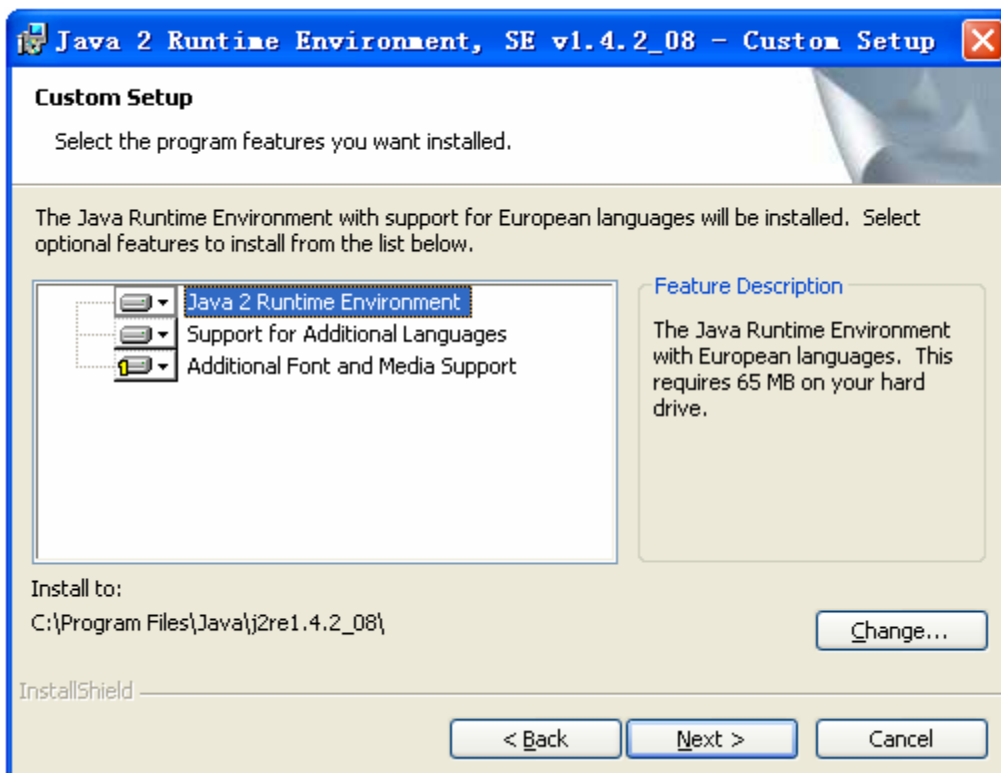 Java 2 Runtime Environment, SE v1.4.2_08 - Custom Setup
Custom Setup
Select the program features you want installed.
The Java Runtime Environment with support for European languages will be installed.  Select
optional features to install from the list below.
Java 2 Runtime Environment
Support for Additional Languages
Additional Font and Media Support
Feature Description
The Java Runtime Environment
with European languages.  This
requires 65 MB on your hard
drive.
Install to:
C:\Program Files\Java\j2re1.4.2_08\
Change...
InstallShield
< Back
Next >
Cancel